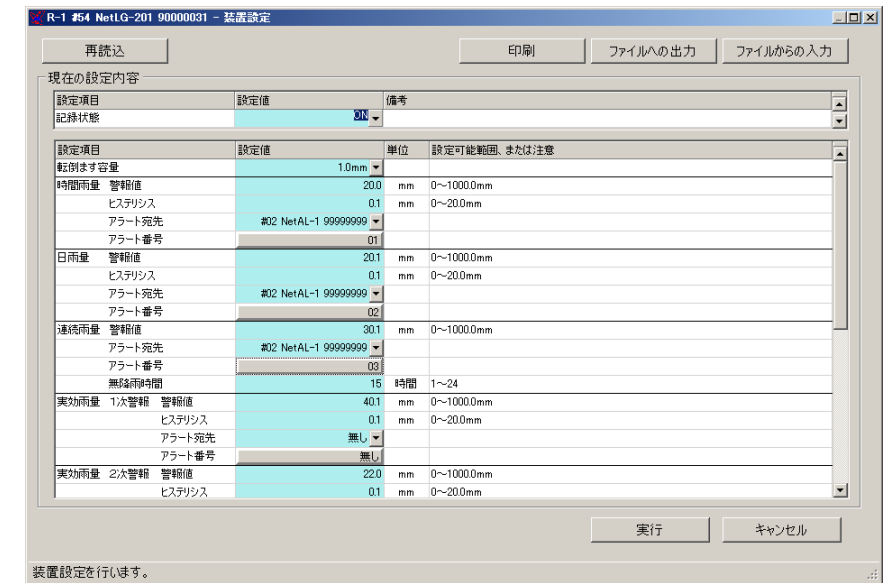 R-1 #54 NetLG-201 90000031 - 装置設定
再読込 印刷 ファイルへの出力 ファイルからの入力
現在の設定内容
設定項目 設定値 備考
記録状態 ON
設定項目 設定値 単位 設定可能範囲、または注意
転倒ます容量 1.0mm
時間雨量 警報値 20.0 mm 0～1000.0mm
ヒステリシス 0.1 mm 0～20.0mm
アラート宛先 #02 NetAL-1 99999999
アラート番号 01
日雨量 警報値 20.1 mm 0～1000.0mm
ヒステリシス 0.1 mm 0～20.0mm
アラート宛先 #02 NetAL-1 99999999
アラート番号 02
連続雨量 警報値 30.1 mm 0～1000.0mm
アラート宛先 #02 NetAL-1 99999999
アラート番号 03
無降雨時間 15 時間 1～24
実効雨量 1次警報 警報値 40.1 mm 0～1000.0mm
ヒステリシス 0.1 mm 0～20.0mm
アラート宛先 無し
アラート番号 無し
実効雨量 2次警報 警報値 22.0 mm 0～1000.0mm
ヒステリシス 0.1 mm 0～20.0mm
実行 キャンセル
装置設定を行います。